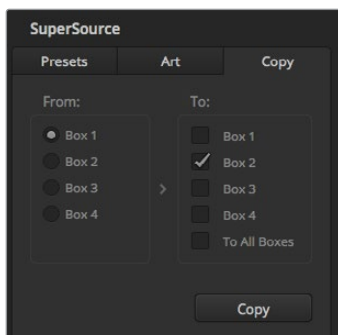 SuperSource
Presets Art Copy
From: To:
Box 1 Box 1
Box 2 Box 2
Box 3 Box 3
Box 4 Box 4
To All Boxes
Copy